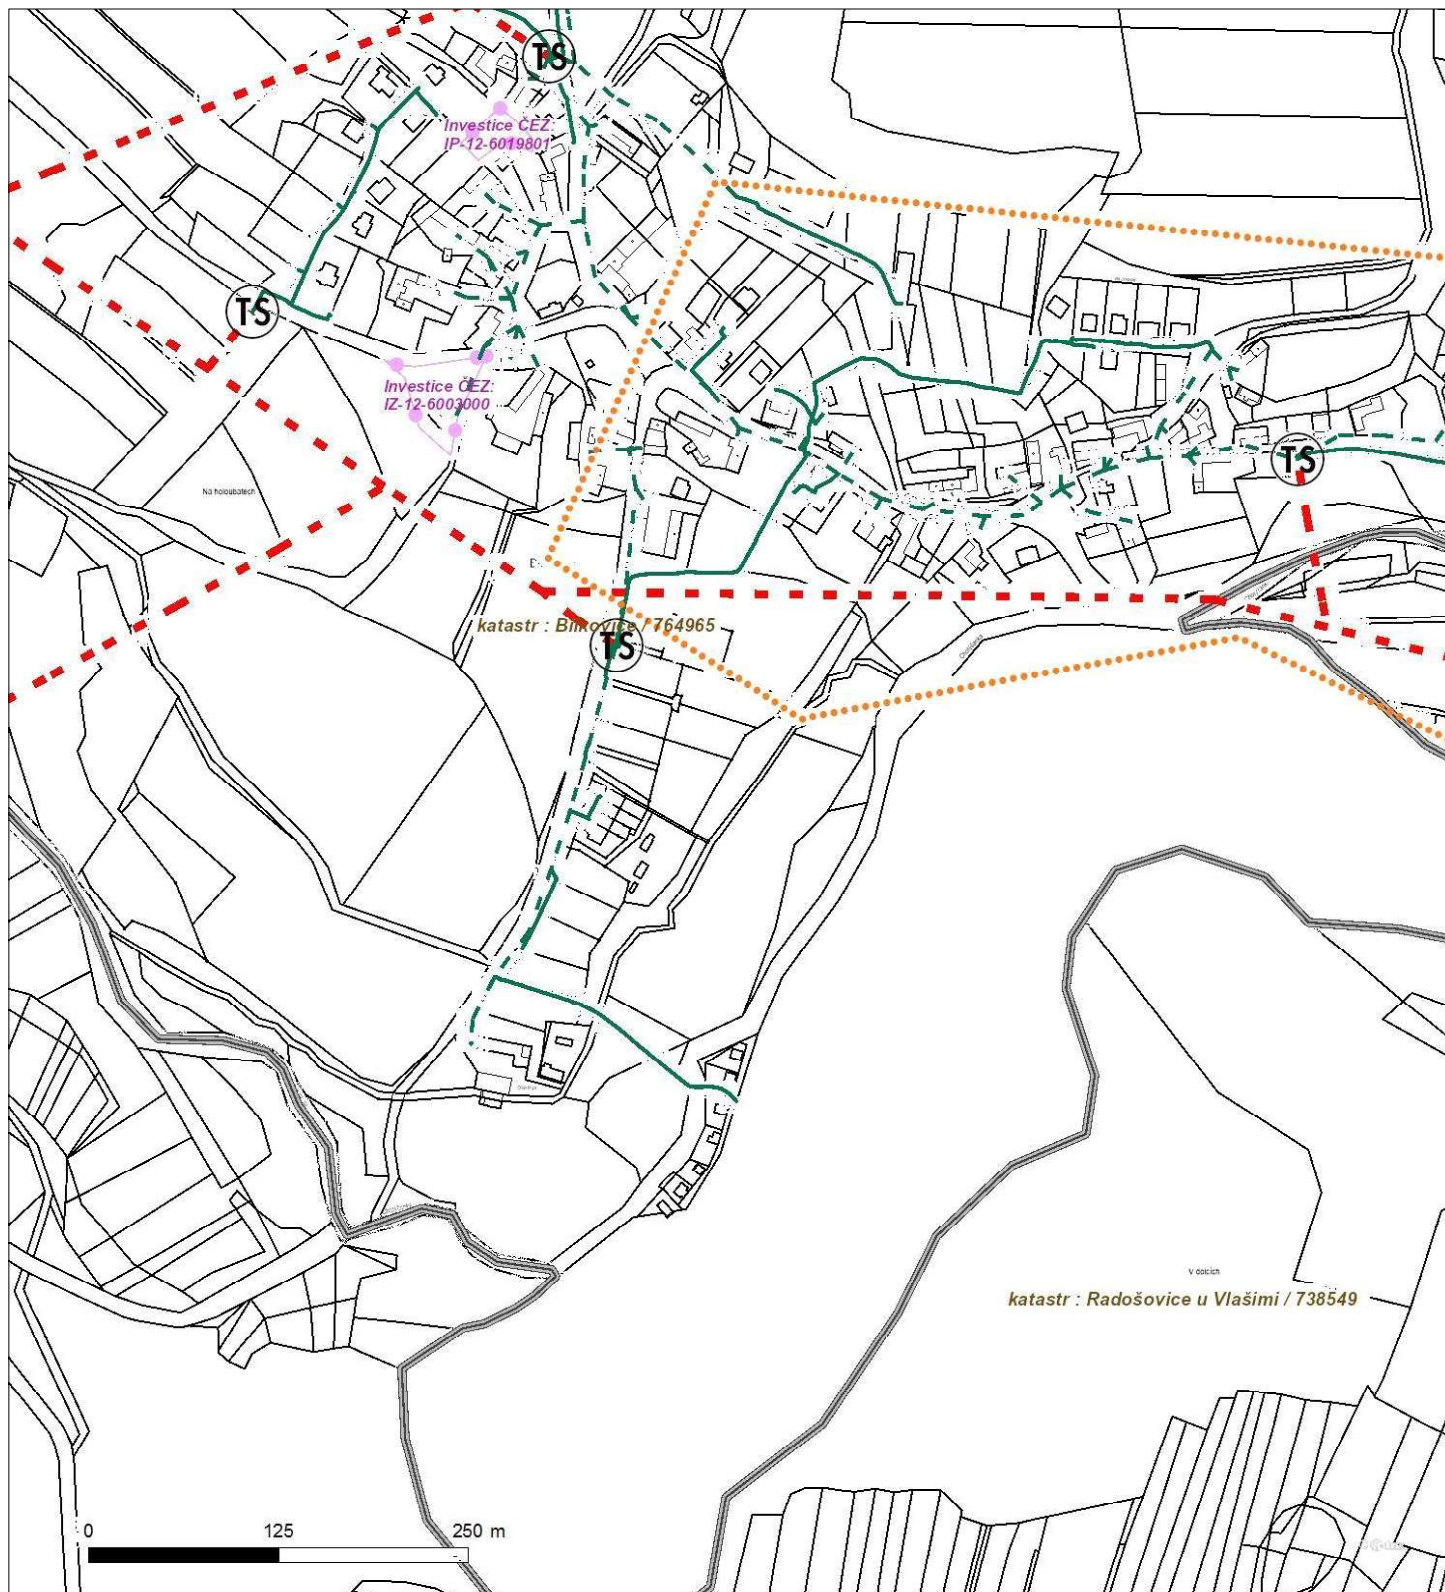 TS
Investice ČEZ:
IP-12-6019801
TS
Investice ČEZ:
IZ-12-6003000
TS
Na holoubatech
katastr : Bílkovice / 764965
TS
V dolcích
katastr : Radošovice u Vlašimi / 738549
0 125 250 m